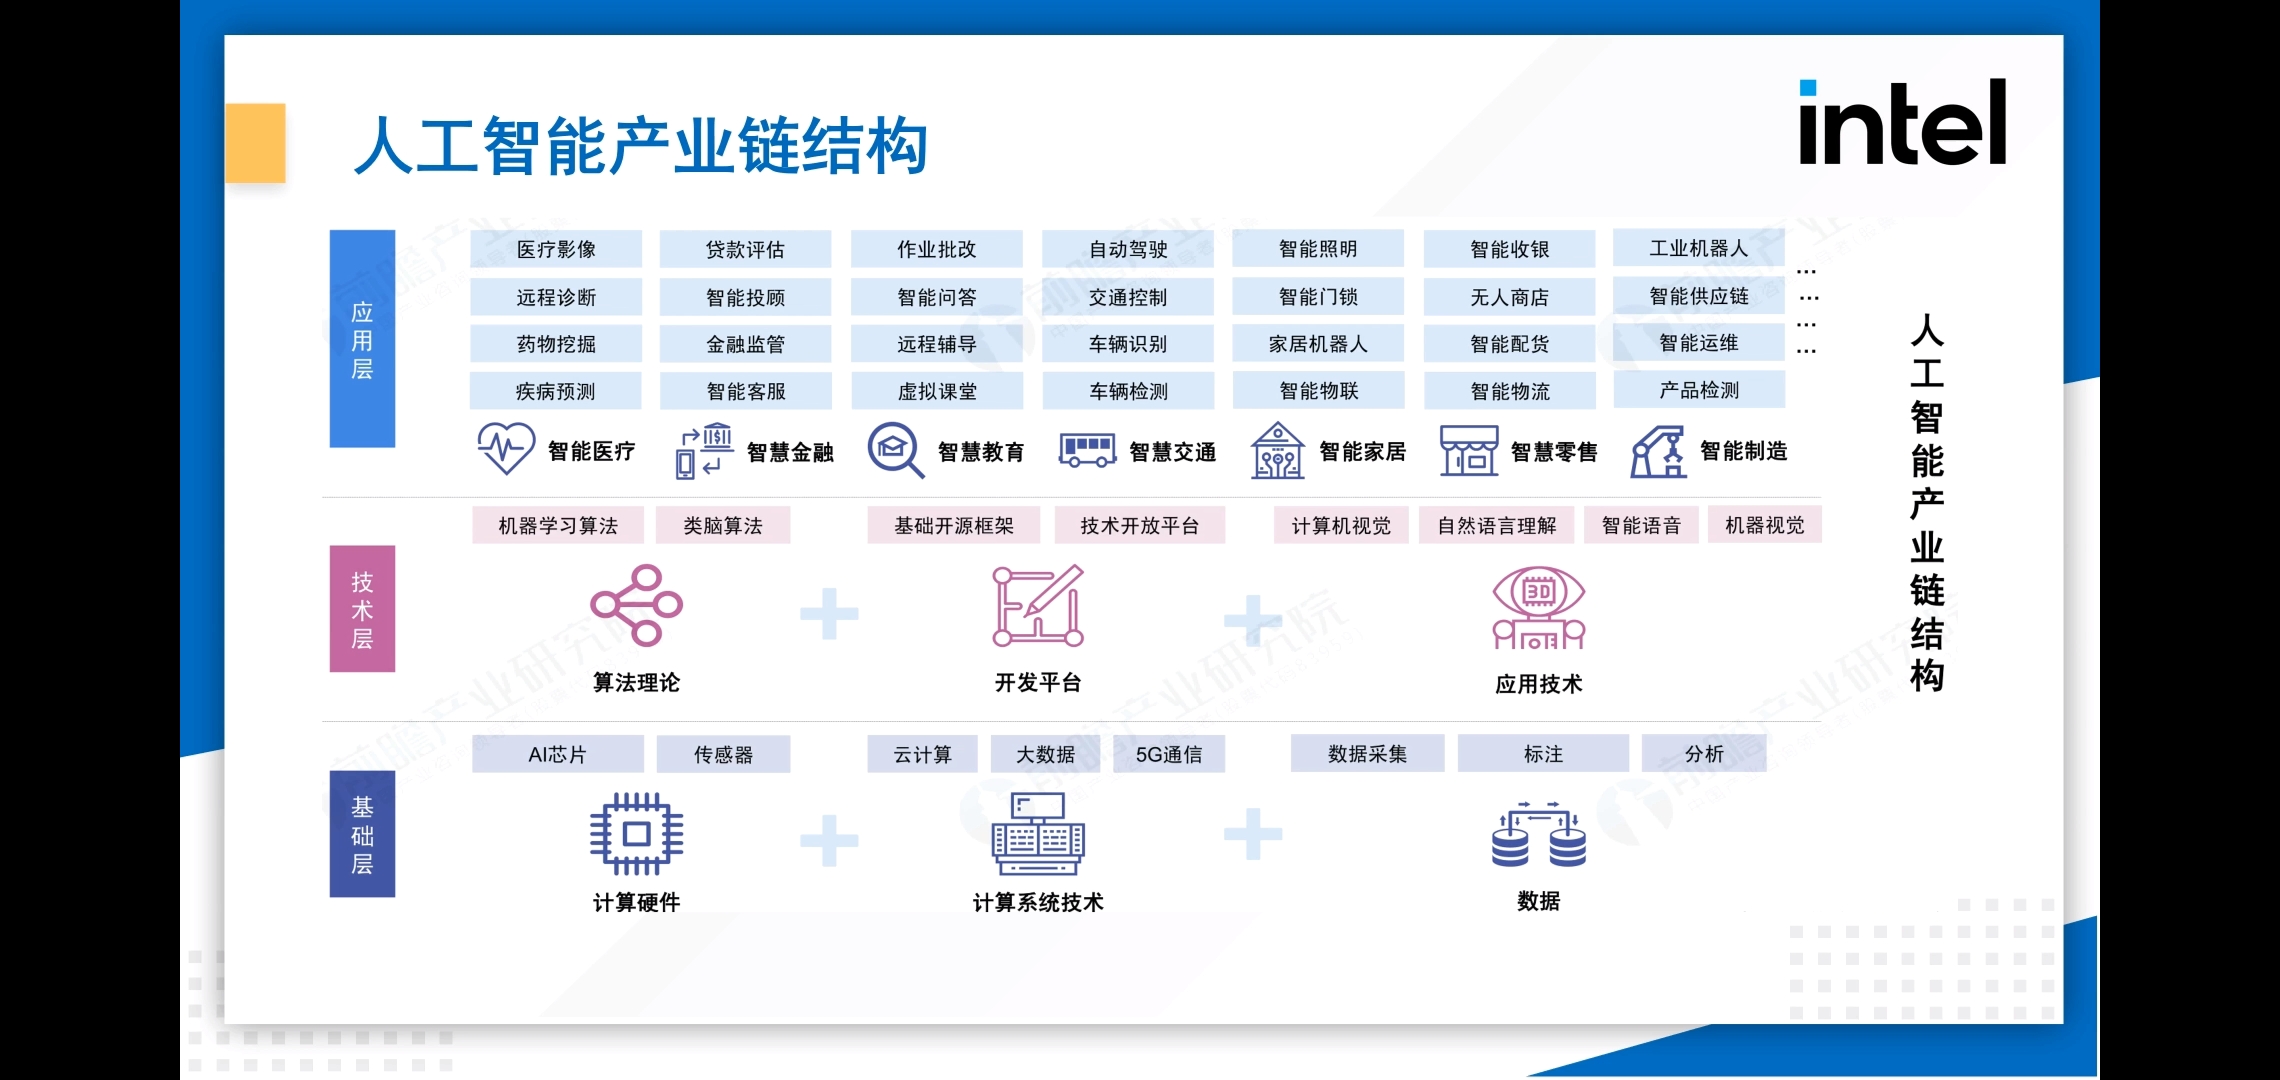 人工智能产业链结构
intel
应用层
医疗影像 贷款评估 作业批改 自动驾驶 智能照明 智能收银 工业机器人 ...
远程诊断 智能投顾 智能问答 交通控制 智能门锁 无人商店 智能供应链 ...
药物挖掘 金融监管 远程辅导 车辆识别 家居机器人 智能配货 智能运维 ...
疾病预测 智能客服 虚拟课堂 车辆检测 智能物联 智能物流 产品检测 ...
智能医疗 智慧金融 智慧教育 智慧交通 智能家居 智慧零售 智能制造
技术层
机器学习算法 类脑算法 基础开源框架 技术开放平台 计算机视觉 自然语言理解 智能语音 机器视觉
3D
算法理论 + 开发平台 + 应用技术
基础层
AI芯片 传感器 云计算 大数据 5G通信 数据采集 标注 分析
计算硬件 + 计算系统技术 + 数据
人工智能产业链结构
前瞻产业研究院